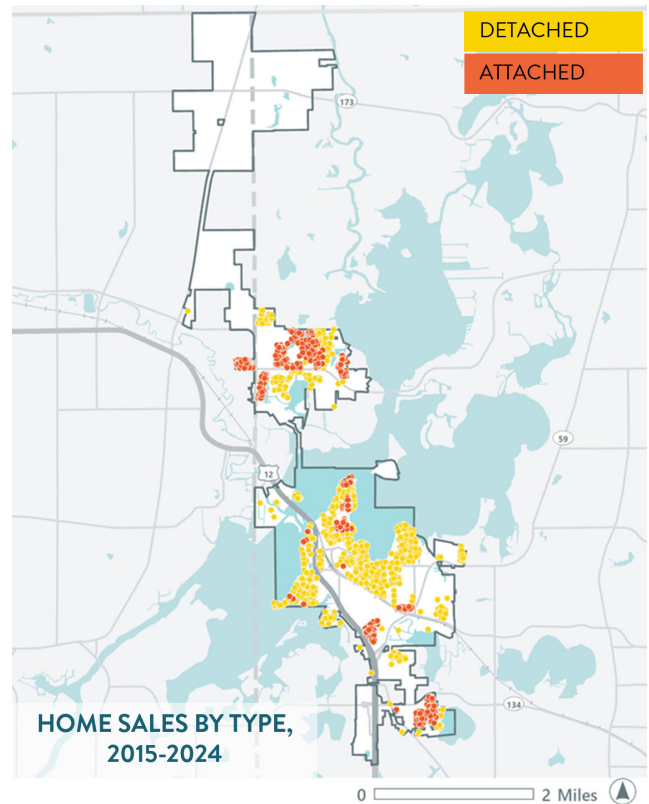 DETACHED
ATTACHED
173
59
12
134
HOME SALES BY TYPE,
2015-2024
0 2 Miles